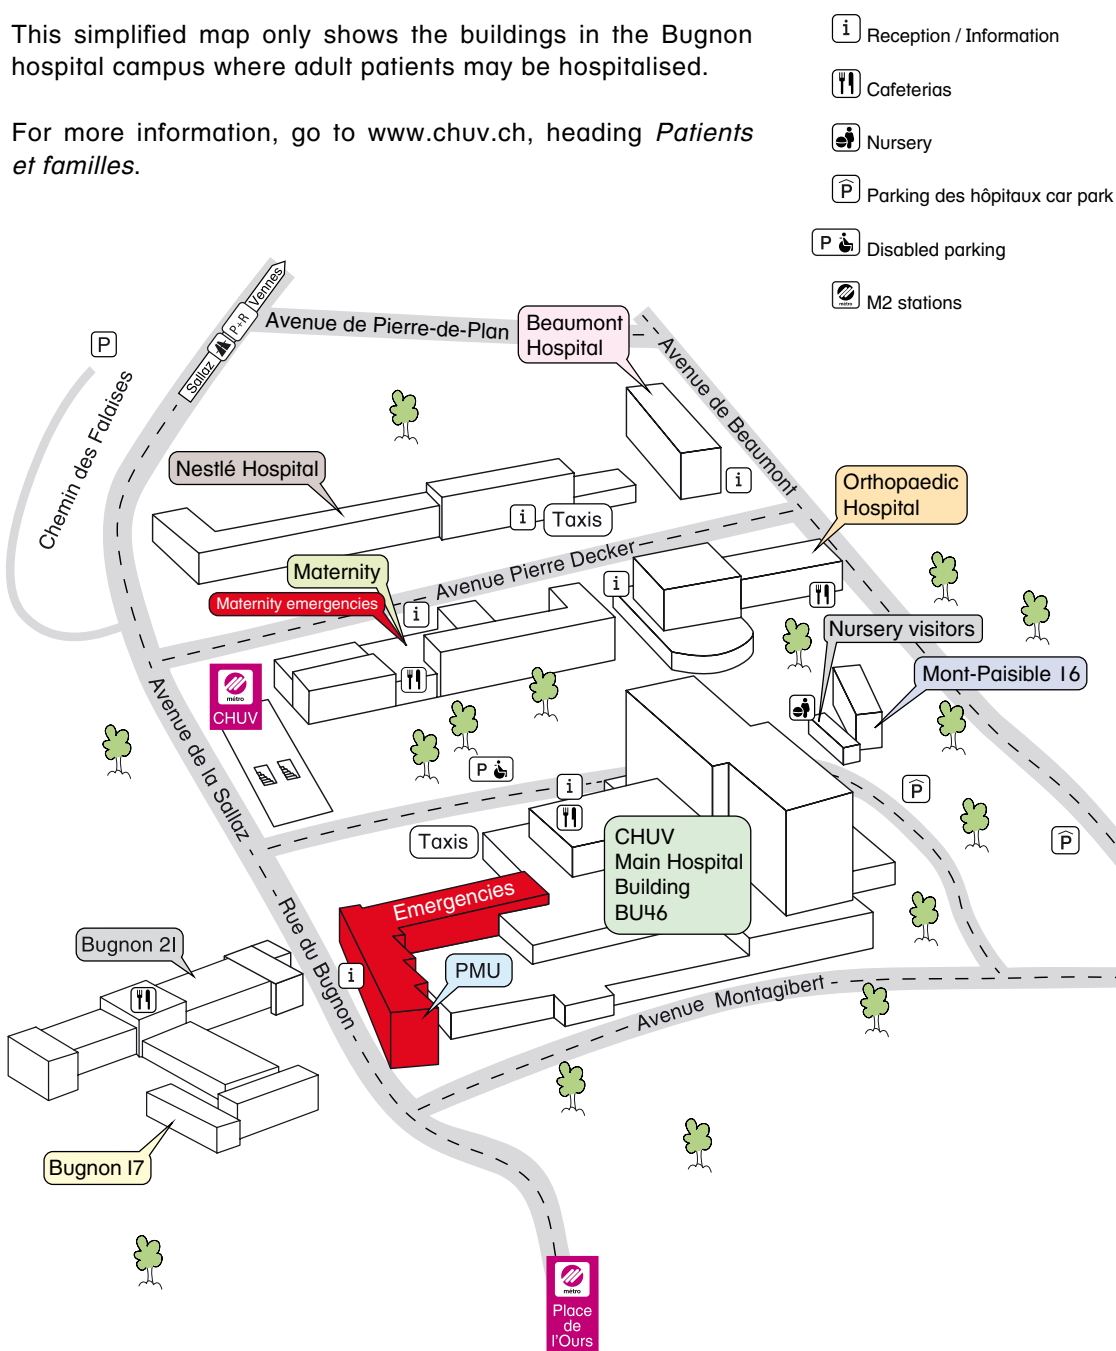 This simplified map only shows the buildings in the Bugnon
hospital campus where adult patients may be hospitalised.
For more information, go to www.chuv.ch, heading Patients
et familles.
i Reception / Information
Cafeterias
Nursery
P Parking des hôpitaux car park
P Disabled parking
métro M2 stations
Vennes
P+R
Sallaz
Avenue de Pierre-de-Plan
Beaumont
Hospital
P
Avenue de Beaumont
Chemin des Falaises
Nestlé Hospital
i
Orthopaedic
Hospital
i Taxis
Avenue Pierre Decker
Maternity
i
Maternity emergencies
i
Nursery visitors
Mont-Paisible 16
métro
CHUV
Avenue de la Sallaz
P
i
P
Taxis
CHUV
Main Hospital
Building
BU46
P
Emergencies
Rue du Bugnon
Bugnon 21
i
PMU
Avenue Montagibert
Bugnon 17
métro
Place
de
l'Ours